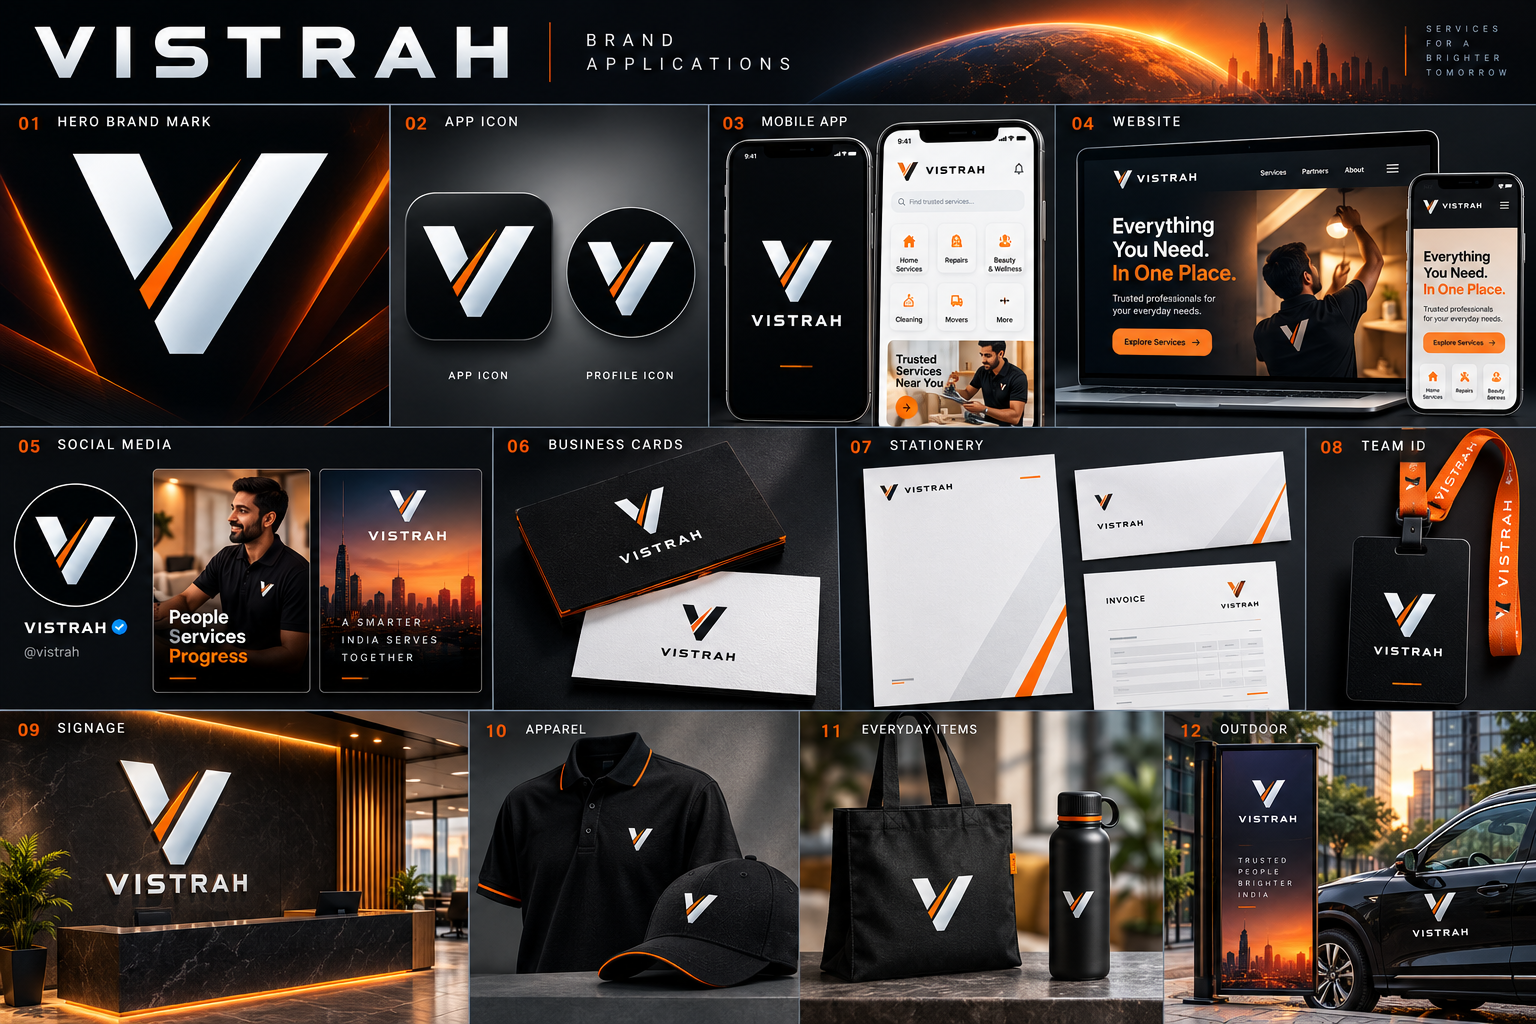 VISTRAH
BRAND
APPLICATIONS
SERVICES
FOR A
BRIGHTER
TOMORROW
01 HERO BRAND MARK
02 APP ICON
APP ICON
PROFILE ICON
03 MOBILE APP
9:41
VISTRAH
9:41
VISTRAH
Find trusted services...
Home
Services
Repairs
Beauty
& Wellness
Cleaning
Movers
More
Trusted
Services
Near You
04 WEBSITE
VISTRAH
Services
Partners
About
Everything
You Need.
In One Place.
Trusted professionals for
your everyday needs.
Explore Services
VISTRAH
Everything
You Need.
In One Place.
Trusted professionals
for your everyday needs.
Explore Services
Home
Services
Repairs
Beauty
05 SOCIAL MEDIA
VISTRAH
@vistrah
People
Services
Progress
VISTRAH
A SMARTER
INDIA SERVES
TOGETHER
06 BUSINESS CARDS
VISTRAH
VISTRAH
07 STATIONERY
VISTRAH
VISTRAH
INVOICE
VISTRAH
08 TEAM ID
VISTRAH
VISTRAH
VISTRAH
09 SIGNAGE
VISTRAH
10 APPAREL
11 EVERYDAY ITEMS
12 OUTDOOR
VISTRAH
TRUSTED
PEOPLE
BRIGHTER
INDIA
VISTRAH